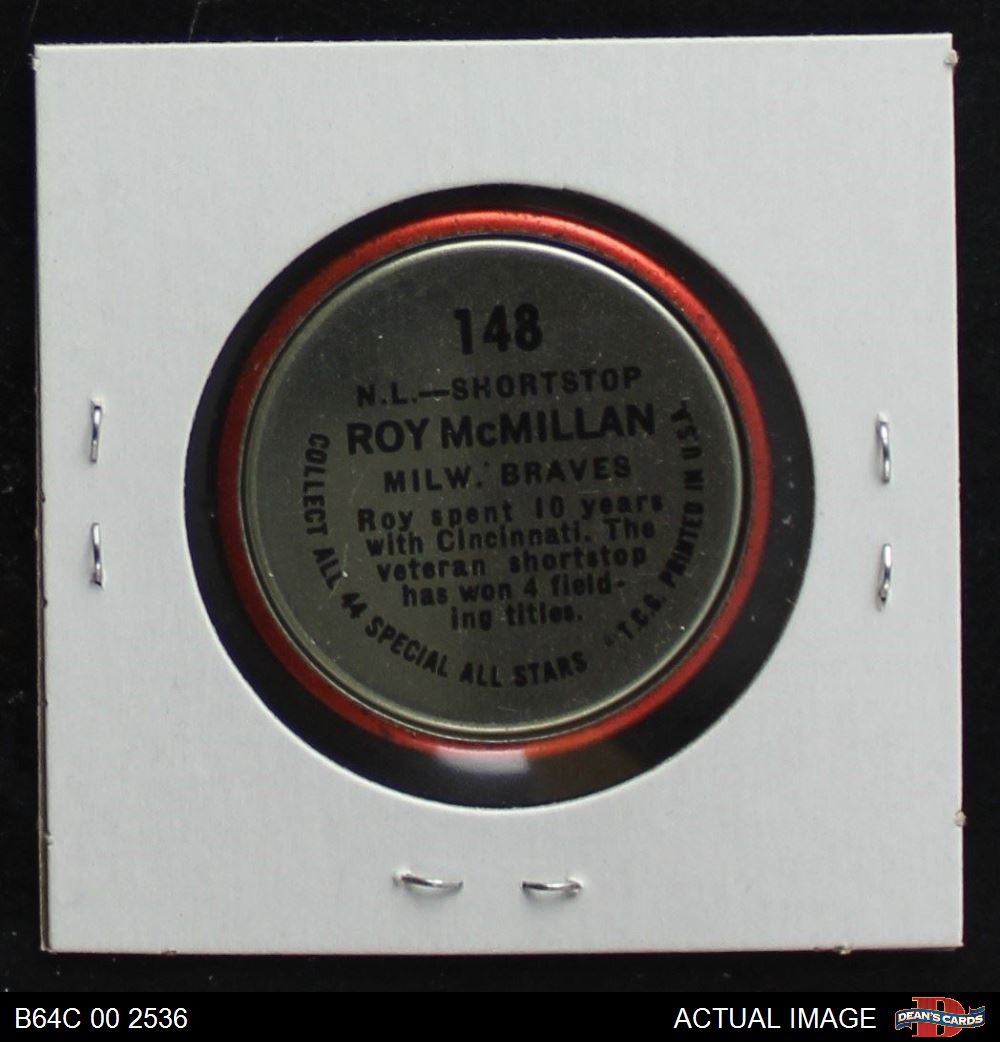 148
N.L.—SHORTSTOP
ROY McMILLAN
MILW. BRAVES
Roy spent 10 years
with Cincinnati. The
veteran shortstop
has won 4 field-
ing titles.
COLLECT ALL 44 SPECIAL ALL STARS
T.C.G. PRINTED IN U.S.A.
B64C 00 2536
ACTUAL IMAGE
DEAN'S CARDS